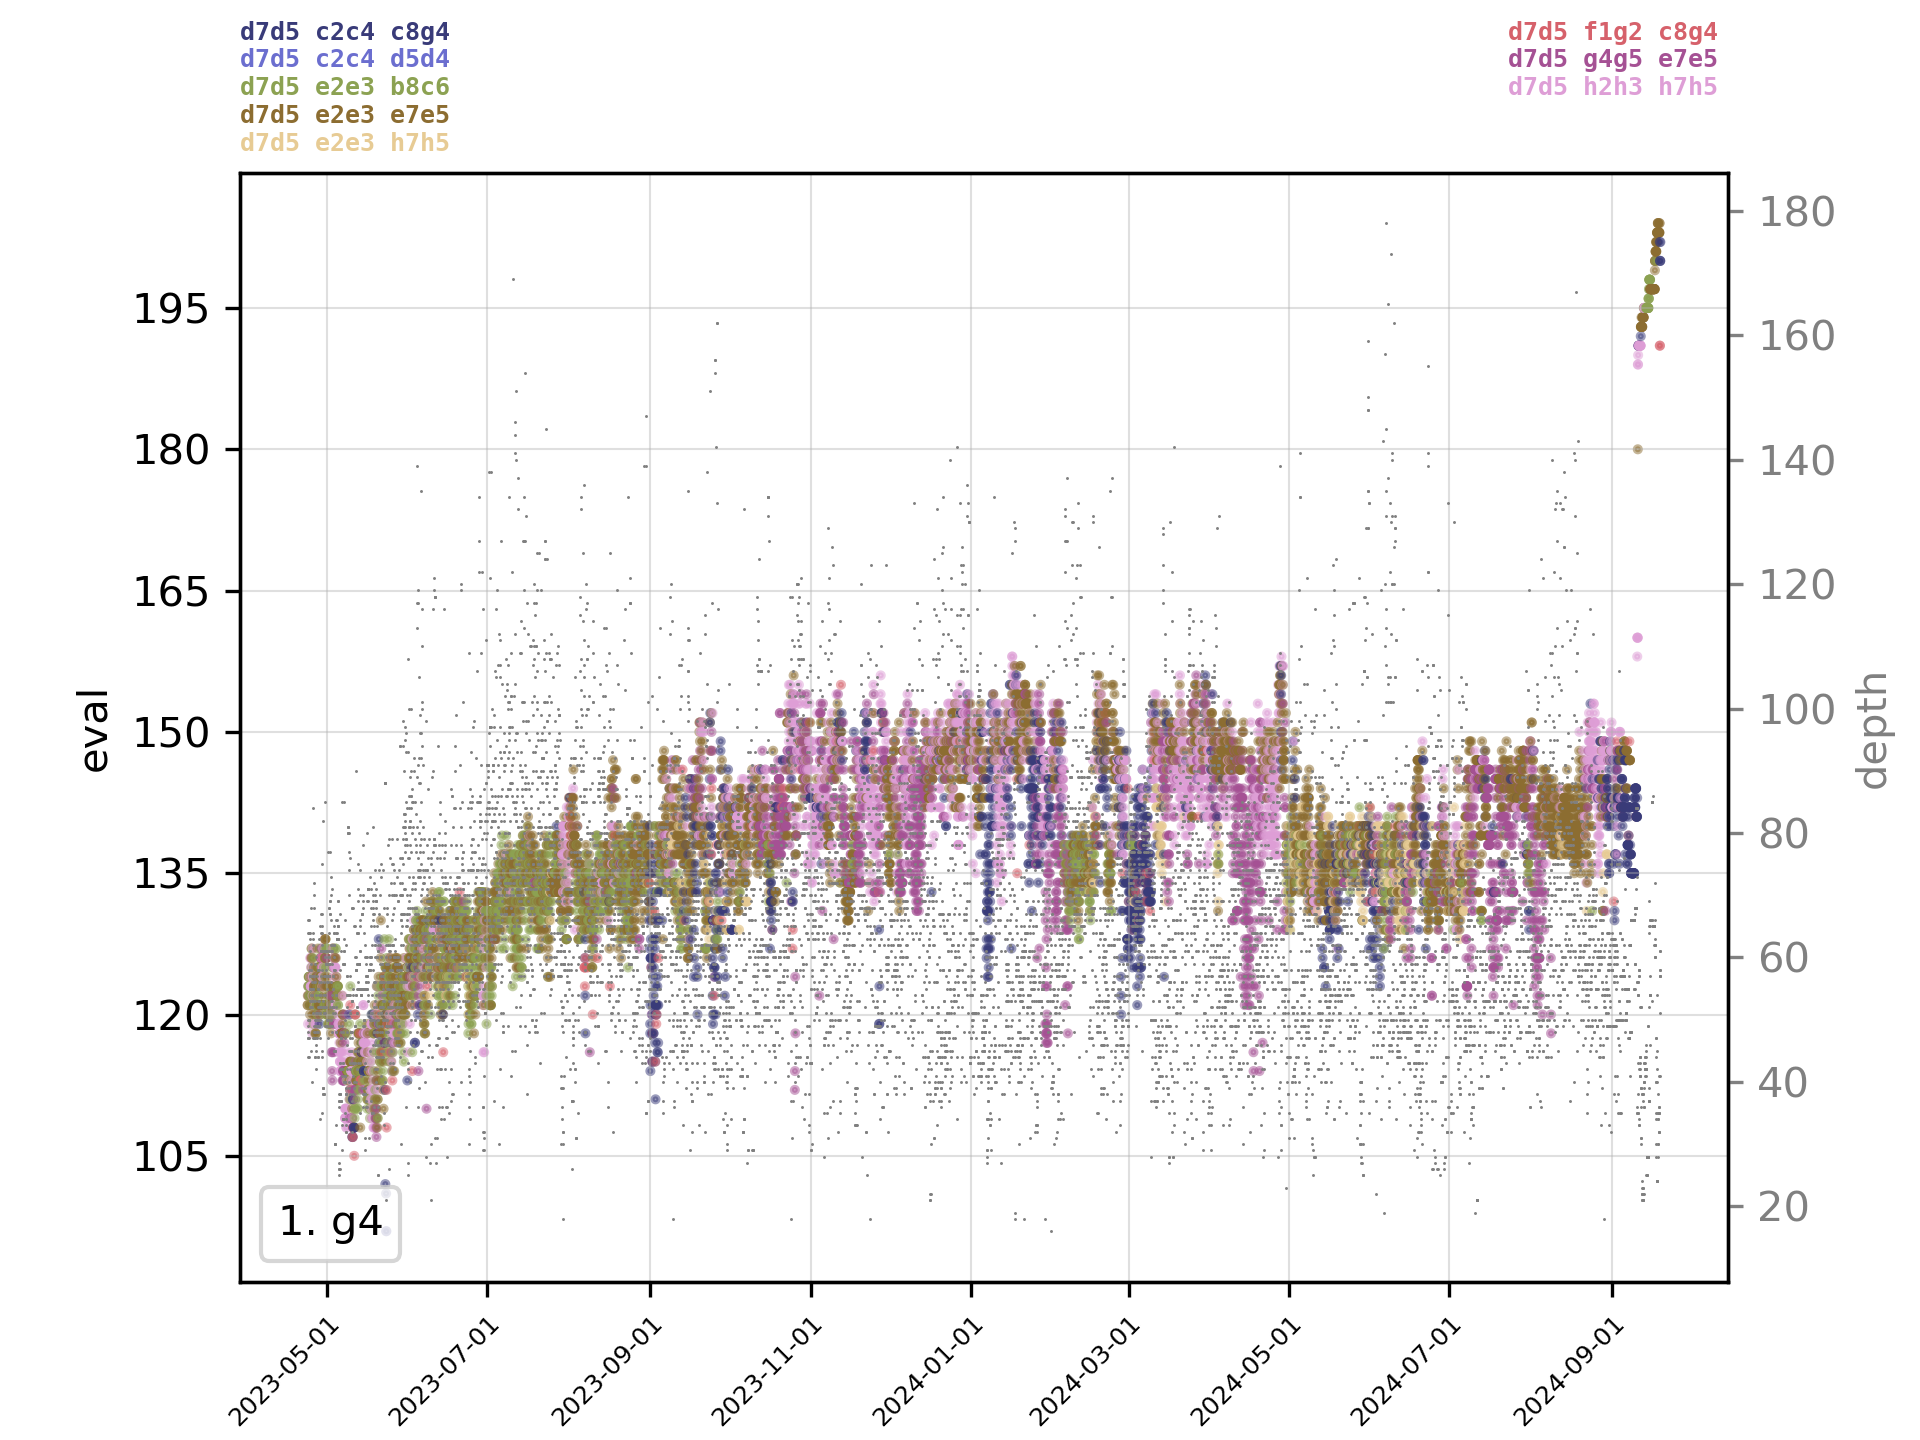 d7d5 c2c4 c8g4
d7d5 c2c4 d5d4
d7d5 e2e3 b8c6
d7d5 e2e3 e7e5
d7d5 e2e3 h7h5
d7d5 f1g2 c8g4
d7d5 g4g5 e7e5
d7d5 h2h3 h7h5
195
180
165
150
135
120
105
eval
180
160
140
120
100
80
60
40
20
depth
1. g4
2023-05-01
2023-07-01
2023-09-01
2023-11-01
2024-01-01
2024-03-01
2024-05-01
2024-07-01
2024-09-01